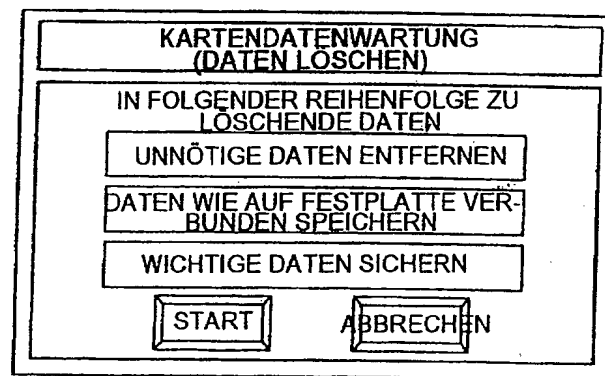 KARTENDATENWARTUNG
(DATEN LÖSCHEN)
IN FOLGENDER REIHENFOLGE ZU
LÖSCHENDE DATEN
UNNÖTIGE DATEN ENTFERNEN
DATEN WIE AUF FESTPLATTE VER-
BUNDEN SPEICHERN
WICHTIGE DATEN SICHERN
START ABBRECHEN